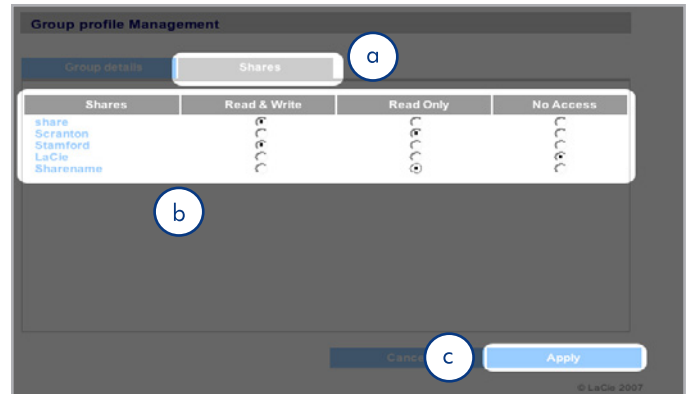 Group profile Management
a
Group details Shares
Shares Read & Write Read Only No Access
share
Scranton
Stamford
LaCie
Sharename
b
c
Cancel Apply
© LaCie 2007